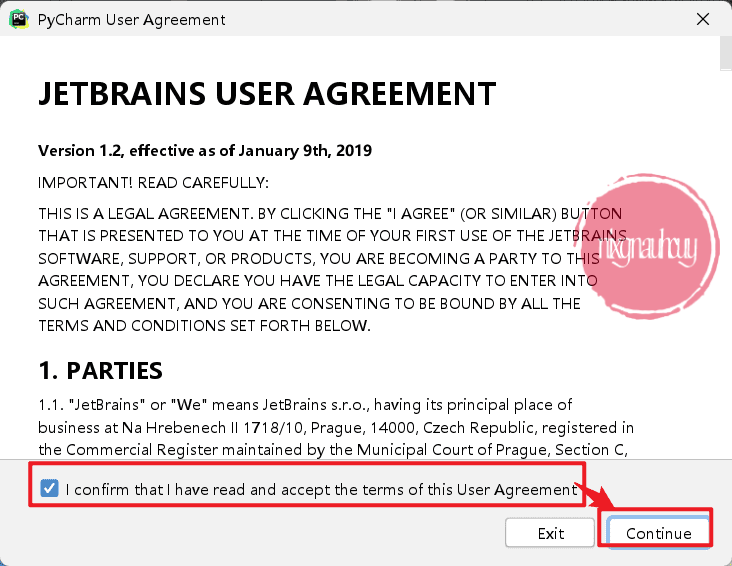 PyCharm User Agreement
JETBRAINS USER AGREEMENT
Version 1.2, effective as of January 9th, 2019
IMPORTANT! READ CAREFULLY:
THIS IS A LEGAL AGREEMENT. BY CLICKING THE "I AGREE" (OR SIMILAR) BUTTON
THAT IS PRESENTED TO YOU AT THE TIME OF YOUR FIRST USE OF THE JETBRAINS
SOFTWARE, SUPPORT, OR PRODUCTS, YOU ARE BECOMING A PARTY TO THIS
AGREEMENT, YOU DECLARE YOU HAVE THE LEGAL CAPACITY TO ENTER INTO
SUCH AGREEMENT, AND YOU ARE CONSENTING TO BE BOUND BY ALL THE
TERMS AND CONDITIONS SET FORTH BELOW.
1. PARTIES
1.1. "JetBrains" or "We" means JetBrains s.r.o., having its principal place of
business at Na Hrebenech II 1718/10, Prague, 14000, Czech Republic, registered in
the Commercial Register maintained by the Municipal Court of Prague, Section C,
I confirm that I have read and accept the terms of this User Agreement
Exit
Continue